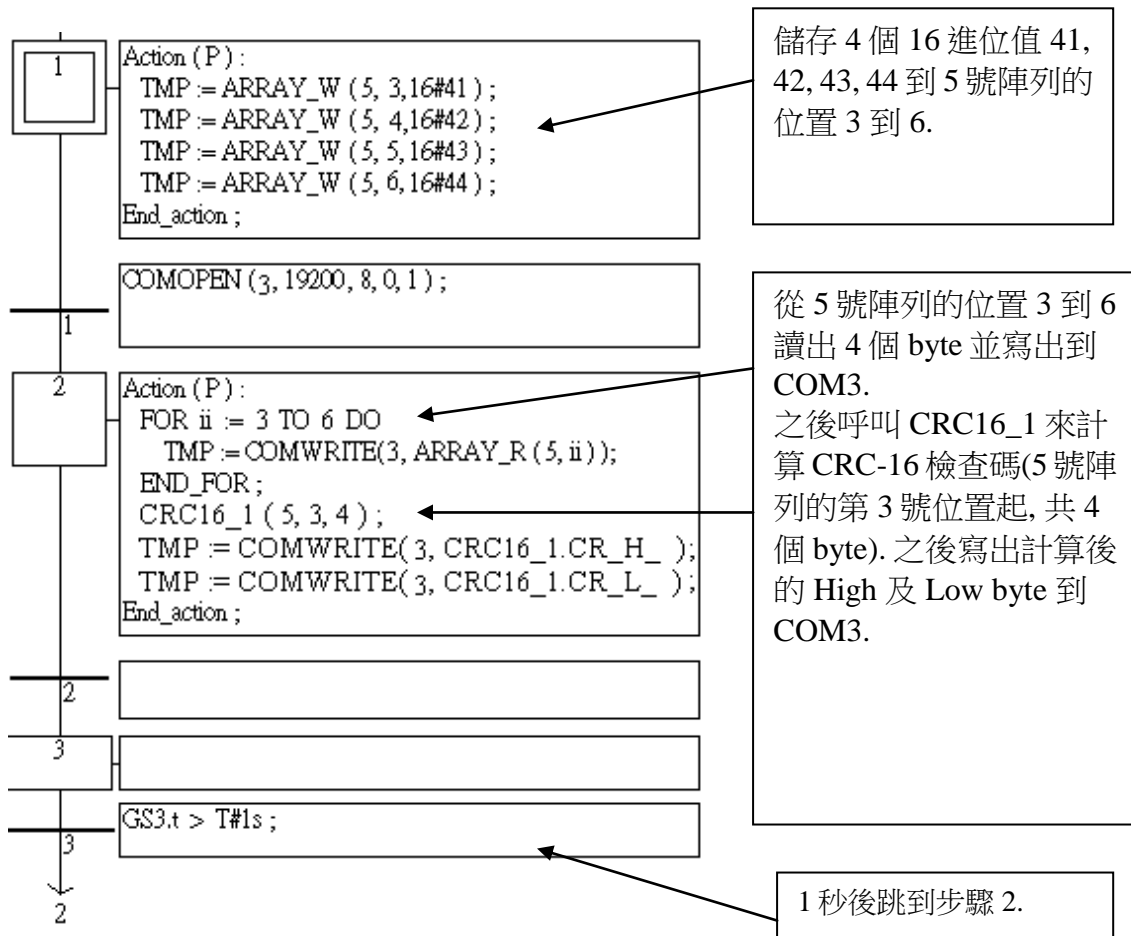 1
Action (P) :
TMP := ARRAY_W (5, 3,16#41) ;
TMP := ARRAY_W (5, 4,16#42) ;
TMP := ARRAY_W (5, 5,16#43) ;
TMP := ARRAY_W (5, 6,16#44) ;
End_action ;
儲存 4 個 16 進位值 41,
42, 43, 44 到 5 號陣列的
位置 3 到 6.
COMOPEN (3, 19200, 8, 0, 1) ;
1
2
Action (P) :
FOR ii := 3 TO 6 DO
TMP := COMWRITE(3, ARRAY_R (5, ii));
END_FOR ;
CRC16_1 ( 5, 3, 4 ) ;
TMP := COMWRITE( 3, CRC16_1.CR_H_ );
TMP := COMWRITE( 3, CRC16_1.CR_L_ );
End_action ;
從 5 號陣列的位置 3 到 6
讀出 4 個 byte 並寫出到
COM3.
之後呼叫 CRC16_1 來計
算 CRC-16 檢查碼(5 號陣
列的第 3 號位置起, 共 4
個 byte). 之後寫出計算後
的 High 及 Low byte 到
COM3.
2
3
GS3.t > T#1s ;
3
2
1 秒後跳到步驟 2.